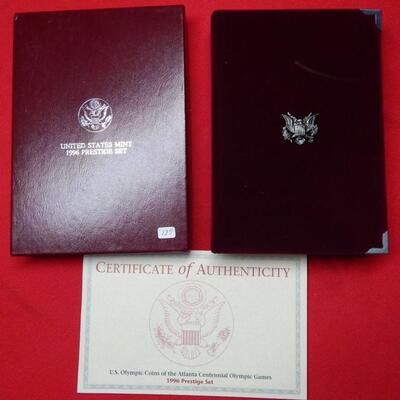 UNITED STATES MINT
1996 PRESTIGE SET
127
CERTIFICATE of AUTHENTICITY
U.S. Olympic Coins of the Atlanta Centennial Olympic Games
1996 Prestige Set